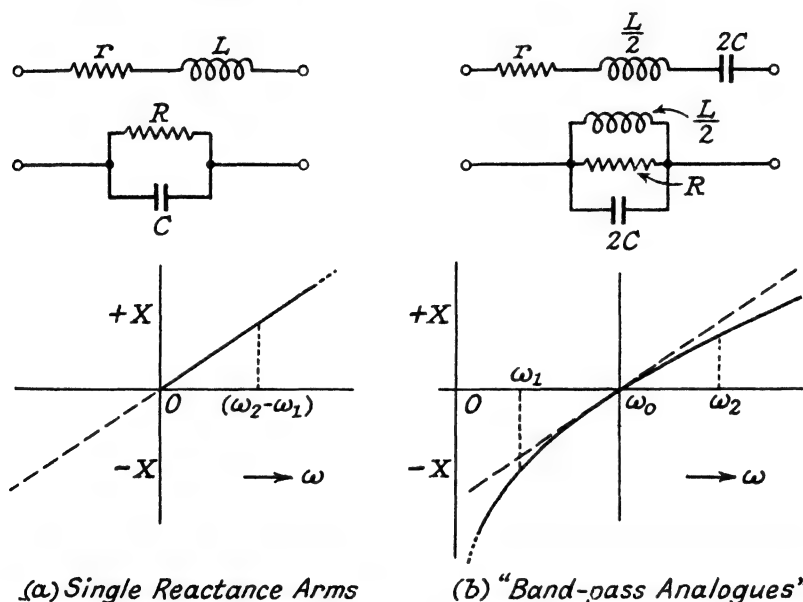 r L
R
C
r L/2 2C
L/2
R
2C
+X
-X
O
(ω₂-ω₁)
→ ω
+X
-X
O
ω₁
ω₀
ω₂
→ ω
(a) Single Reactance Arms
(b) "Band-pass Analogues"